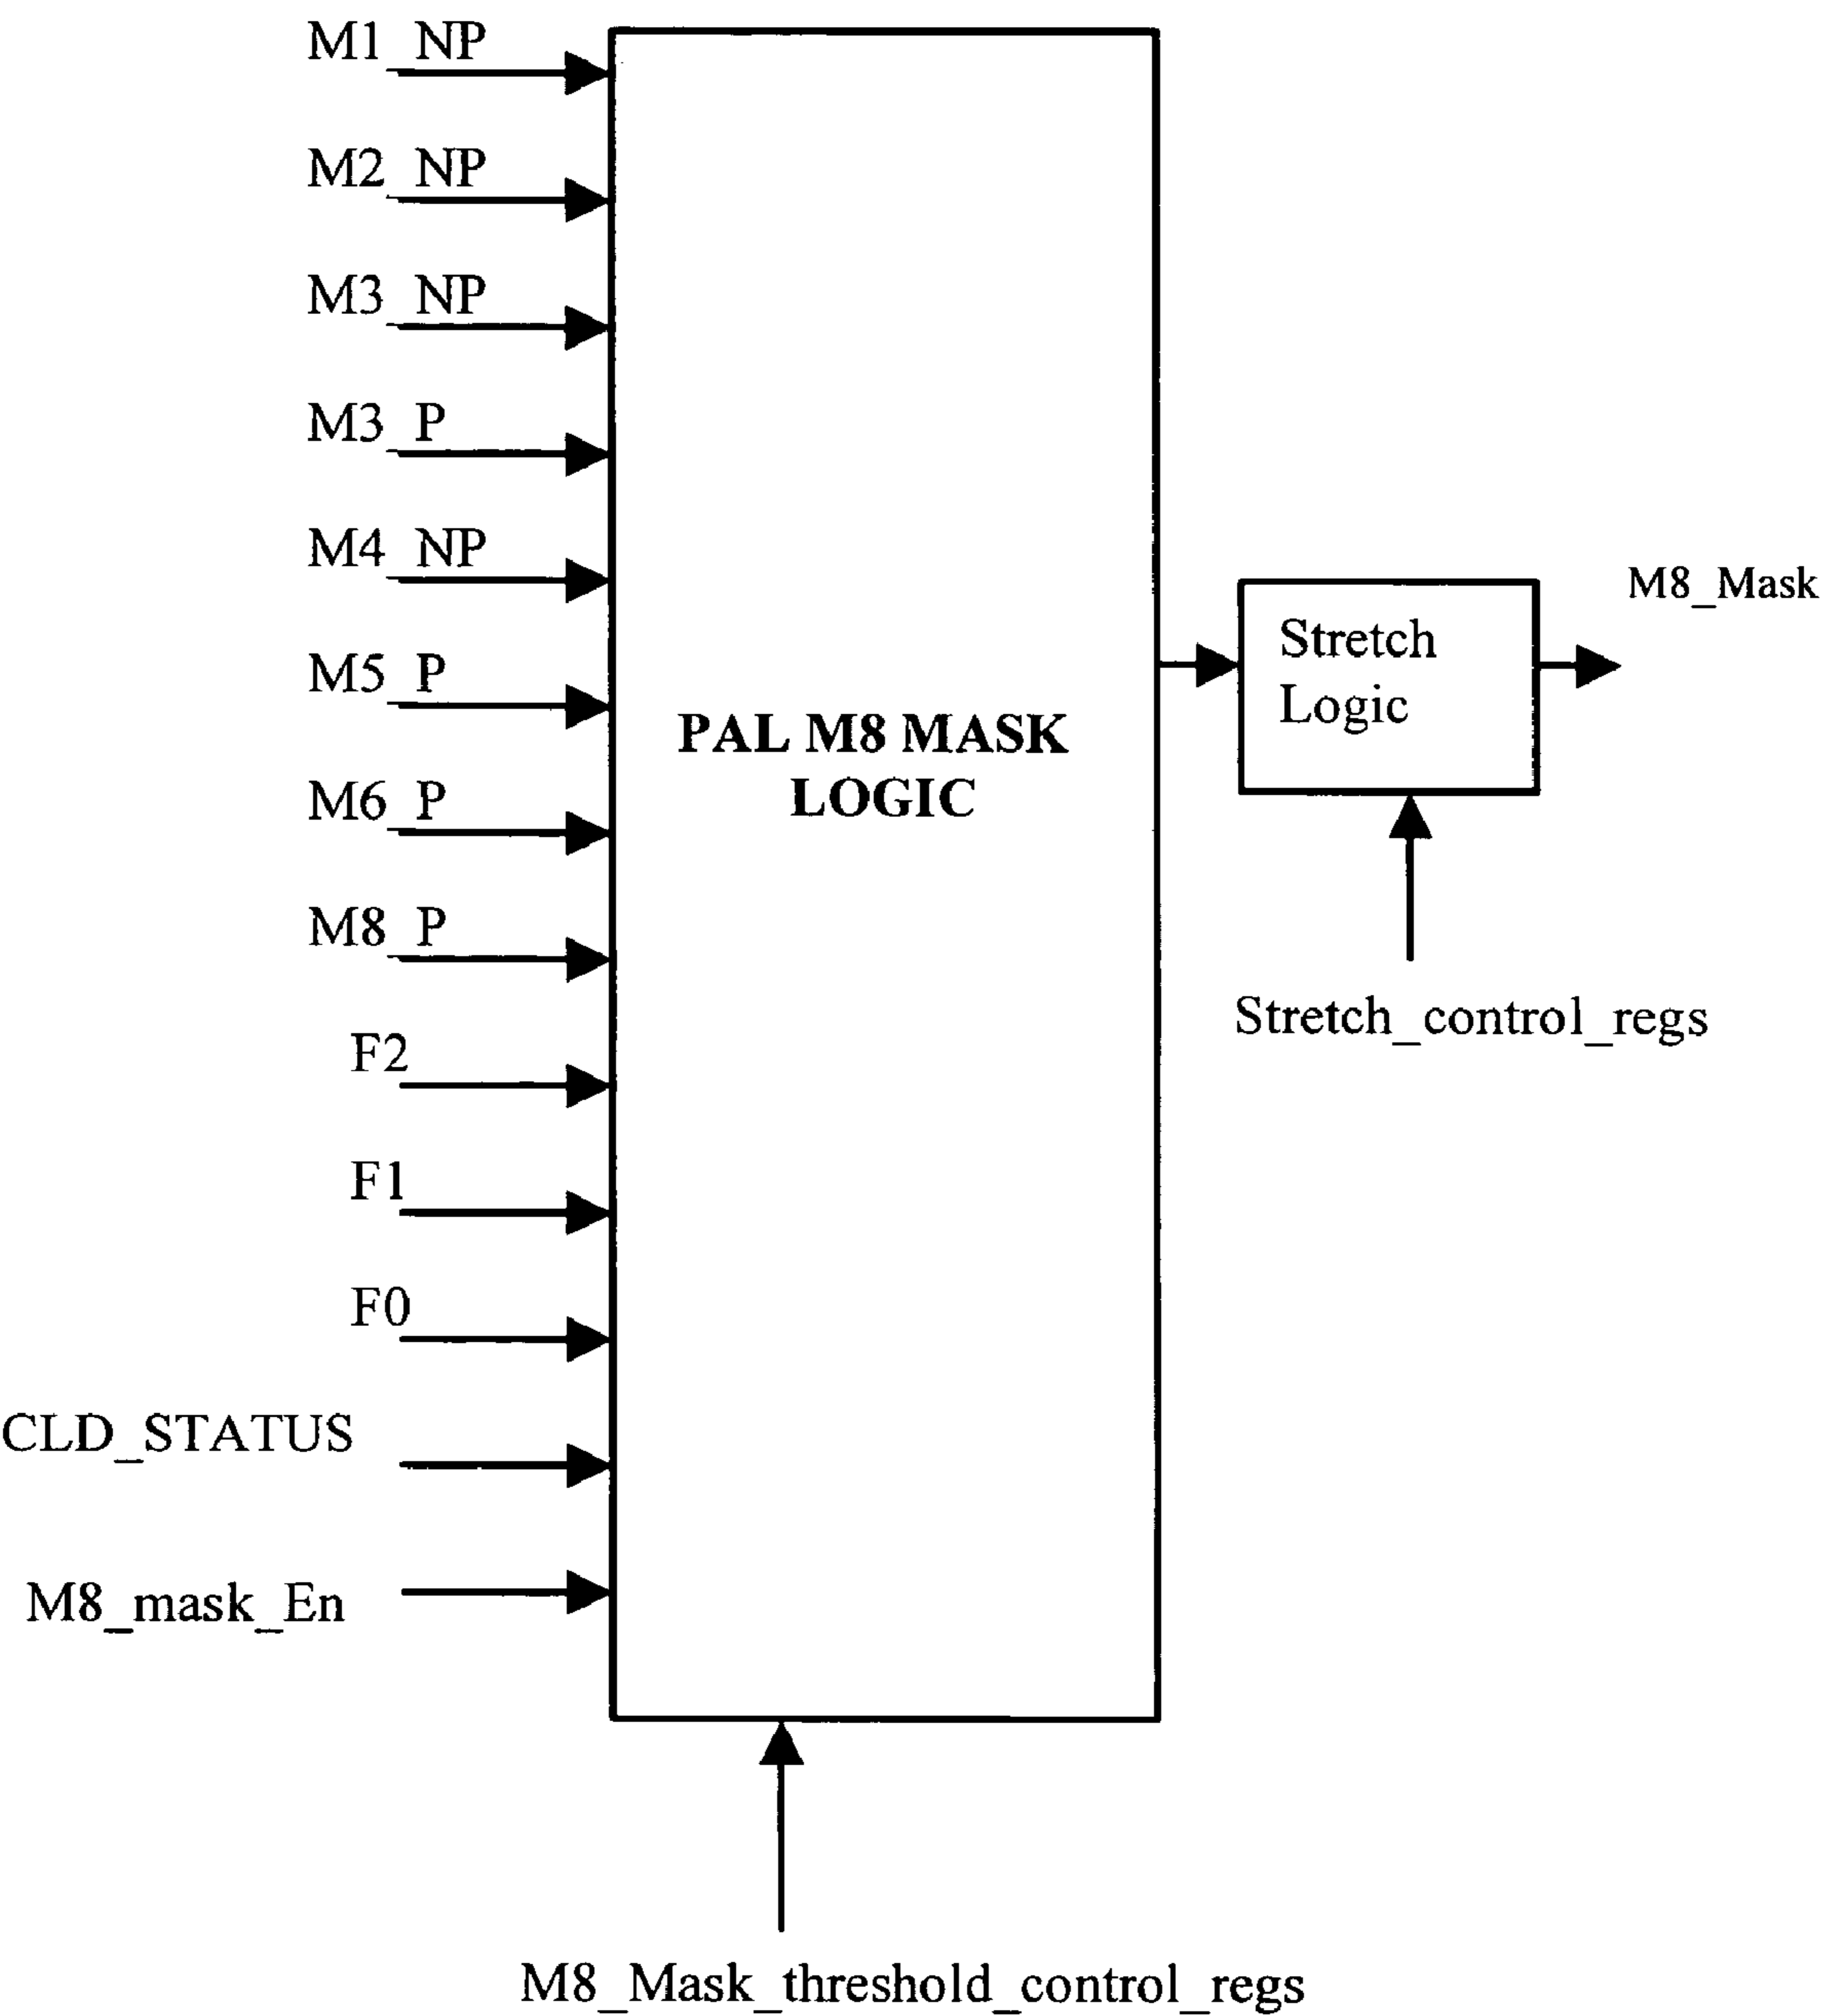 M1_NP
M2_NP
M3_NP
M3_P
M4_NP
M5_P
M6_P
M8_P
F2
F1
F0
CLD_STATUS
M8_mask_En
PAL M8 MASK
LOGIC
Stretch
Logic
M8_Mask
Stretch_control_regs
M8_Mask_threshold_control_regs